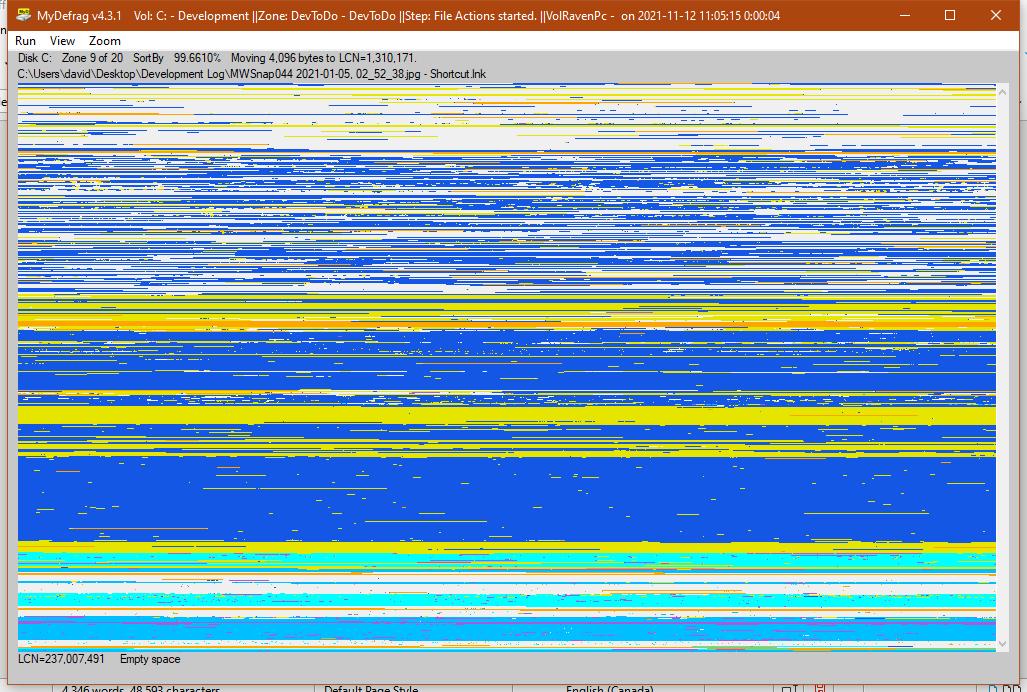 MyDefrag v4.3.1 Vol: C: - Development ||Zone: DevToDo - DevToDo ||Step: File Actions started. ||VolRavenPc - on 2021-11-12 11:05:15 0:00:04
Run View Zoom
Disk C: Zone 9 of 20 SortBy 99.6610% Moving 4,096 bytes to LCN=1,310,171.
C:\Users\david\Desktop\Development Log\MWSnap044 2021-01-05, 02_52_38.jpg - Shortcut.lnk
LCN=237,007,491 Empty space
4,346 words, 48,593 characters Default Page Style English (Canada)